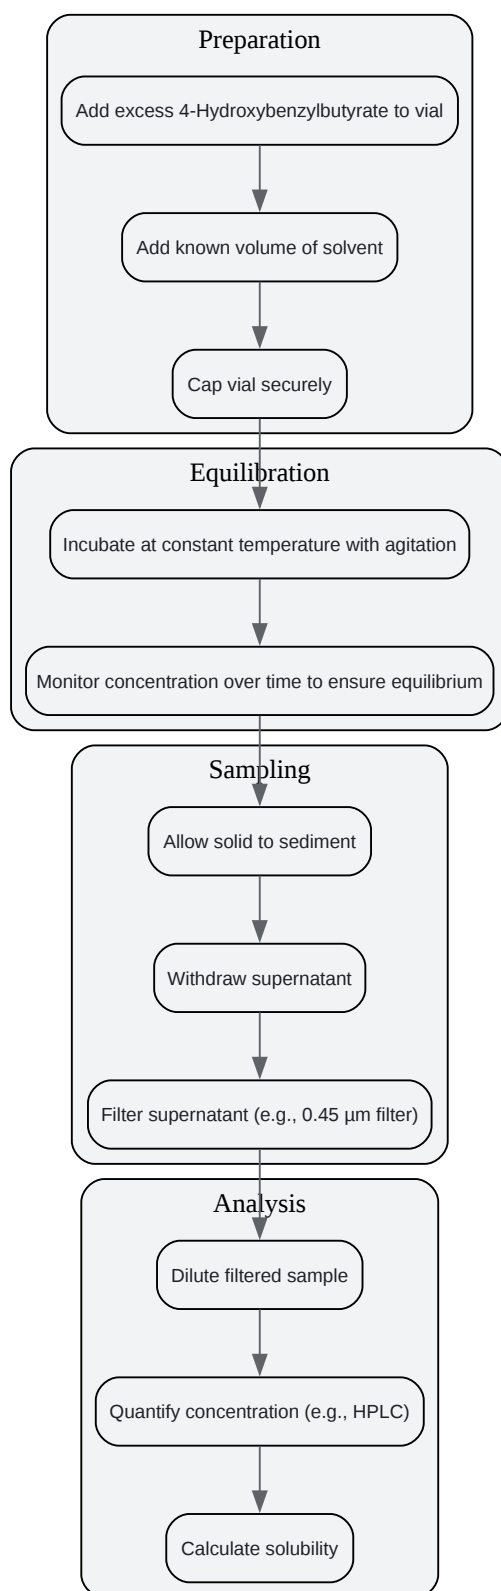 Preparation
Add excess 4-Hydroxybenzylbutyrate to vial
Add known volume of solvent
Cap vial securely
Equilibration
Incubate at constant temperature with agitation
Monitor concentration over time to ensure equilibrium
Sampling
Allow solid to sediment
Withdraw supernatant
Filter supernatant (e.g., 0.45 µm filter)
Analysis
Dilute filtered sample
Quantify concentration (e.g., HPLC)
Calculate solubility